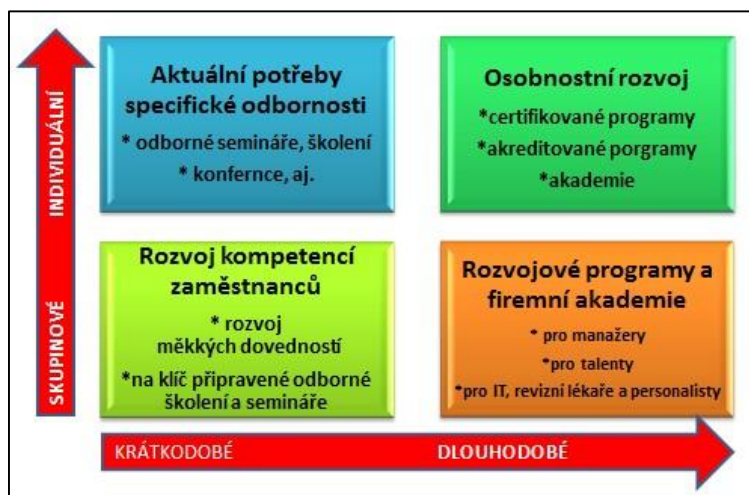 INDIVIDUÁLNÍ
SKUPINOVÉ
Aktuální potřeby
specifické odbornosti
* odborné semináře, školení
* konfernce, aj.
Osobnostní rozvoj
*certifikované programy
*akreditované porgramy
*akademie
Rozvoj kompetencí
zaměstnanců
* rozvoj
měkkých dovedností
*na klíč připravené odborné
školení a semináře
Rozvojové programy a
firemní akademie
* pro manažery
*pro talenty
*pro IT, revizní lékaře a personalisty
KRÁTKODOBÉ
DLOUHODOBÉ